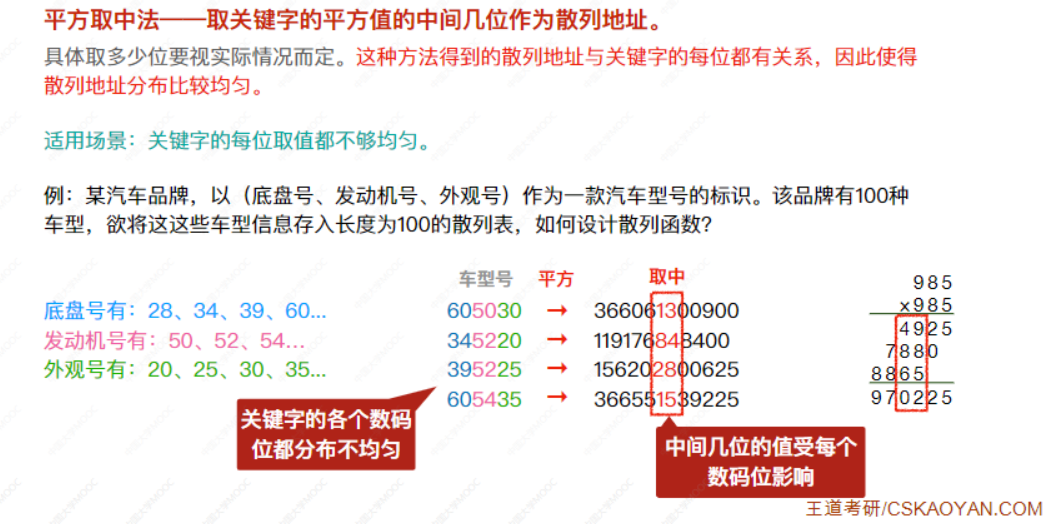 平方取中法——取关键字的平方值的中间几位作为散列地址。
具体取多少位要视实际情况而定。这种方法得到的散列地址与关键字的每位都有关系，因此使得
散列地址分布比较均匀。
适用场景：关键字的每位取值都不够均匀。
例：某汽车品牌，以（底盘号、发动机号、外观号）作为一款汽车型号的标识。该品牌有100种
车型，欲将这这些车型信息存入长度为100的散列表，如何设计散列函数？
车型号 平方 取中
底盘号有：28、34、39、60...
发动机号有：50、52、54...
外观号有：20、25、30、35...
605030 → 366061300900
345220 → 119176848400
395225 → 156202800625
605435 → 366551539225
985
x985
4925
7880
8865
970225
关键字的各个数码
位都分布不均匀
中间几位的值受每个
数码位影响
王道考研/CSKAOYAN.COM